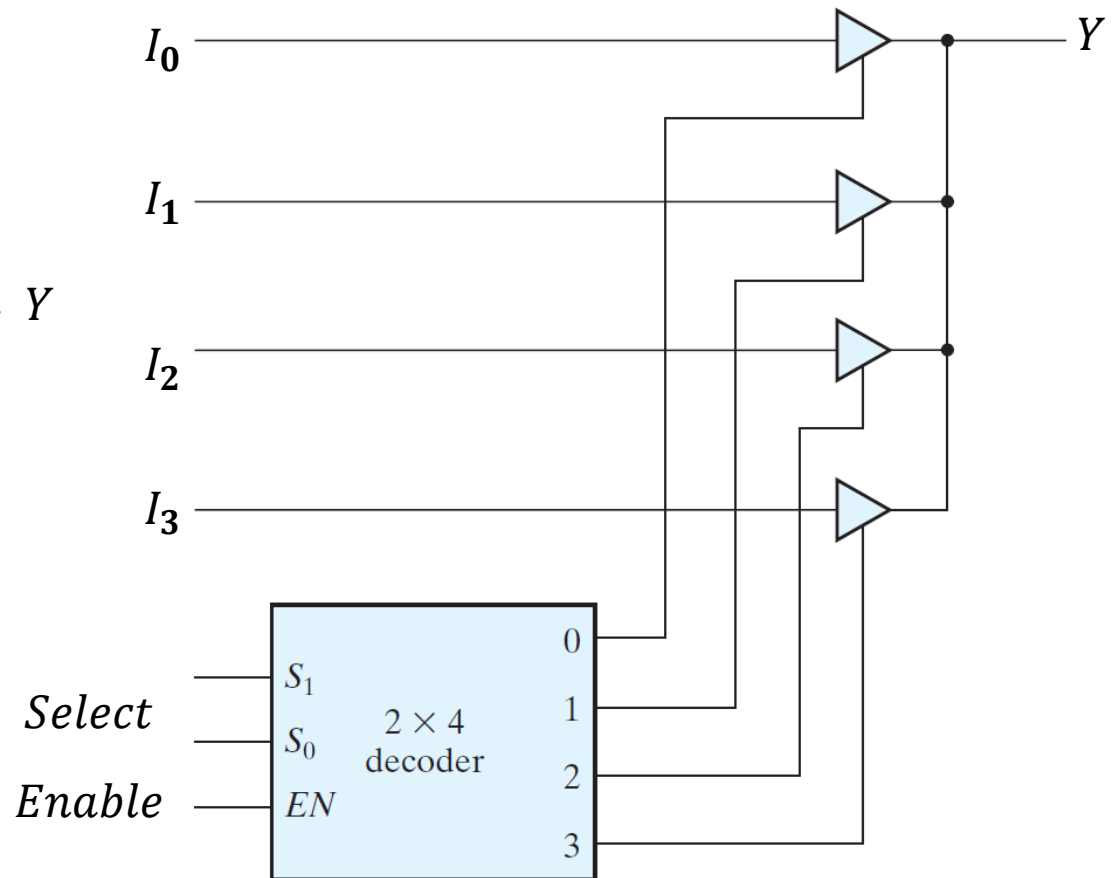 I₀
Y
I₁
Y
I₂
I₃
0
S₁
1
Select
2 × 4
S₀
decoder
2
Enable
EN
3